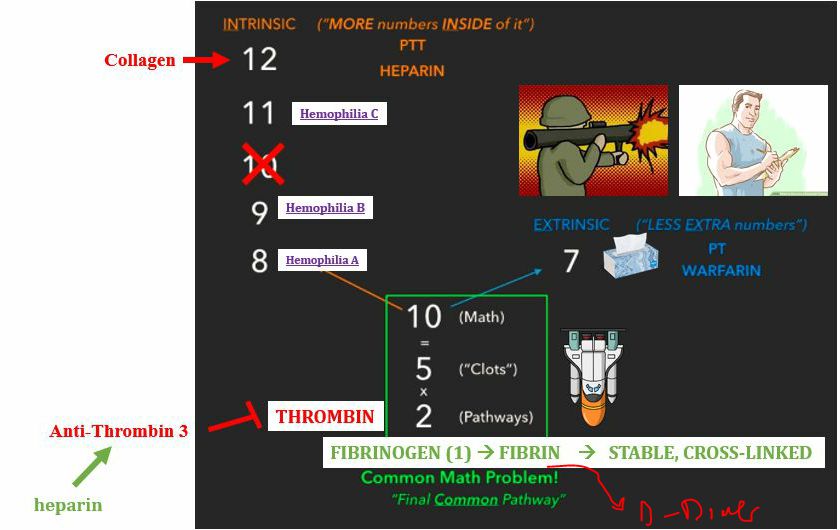 INTRINSIC ("MORE numbers INSIDE of it")
PTT
HEPARIN
Collagen
12
11 Hemophilia C
10
9 Hemophilia B
8 Hemophilia A
EXTRINSIC ("LESS EXTRA numbers")
7
PT
WARFARIN
10 (Math)
=
5 ("Clots")
x
2 (Pathways)
THROMBIN
Anti-Thrombin 3
heparin
FIBRINOGEN (1) → FIBRIN → STABLE, CROSS-LINKED
Common Math Problem!
"Final Common Pathway"
D-Dimer